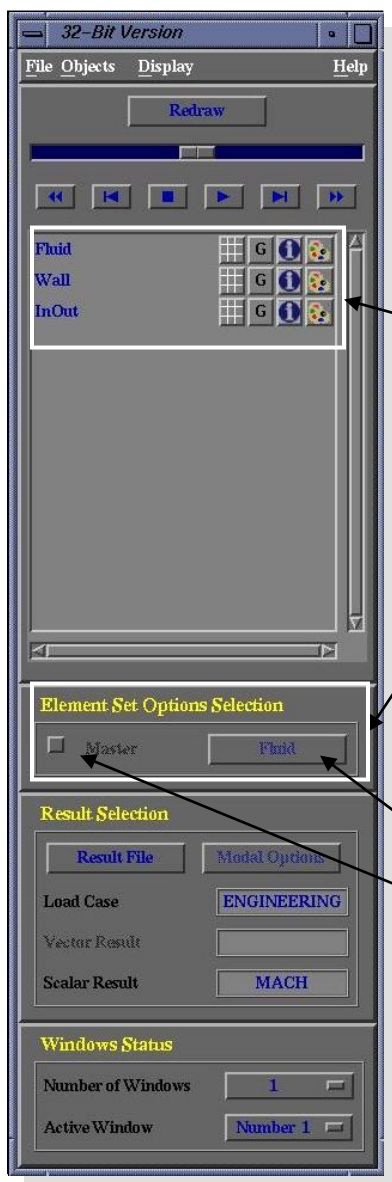 32-Bit Version
File Objects Display Help
Redraw
Fluid G
Wall G
InOut G
Element Set Options Selection
Master Fluid
Result Selection
Result File Modal Options
Load Case ENGINEERING
Vector Result
Scalar Result MACH
Windows Status
Number of Windows 1
Active Window Number 1